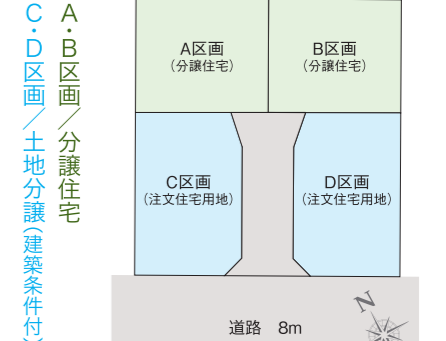 A・B区画／分譲住宅
C・D区画／土地分譲（建築条件付）
A区画
（分譲住宅）
B区画
（分譲住宅）
C区画
（注文住宅用地）
D区画
（注文住宅用地）
道路 8m
N